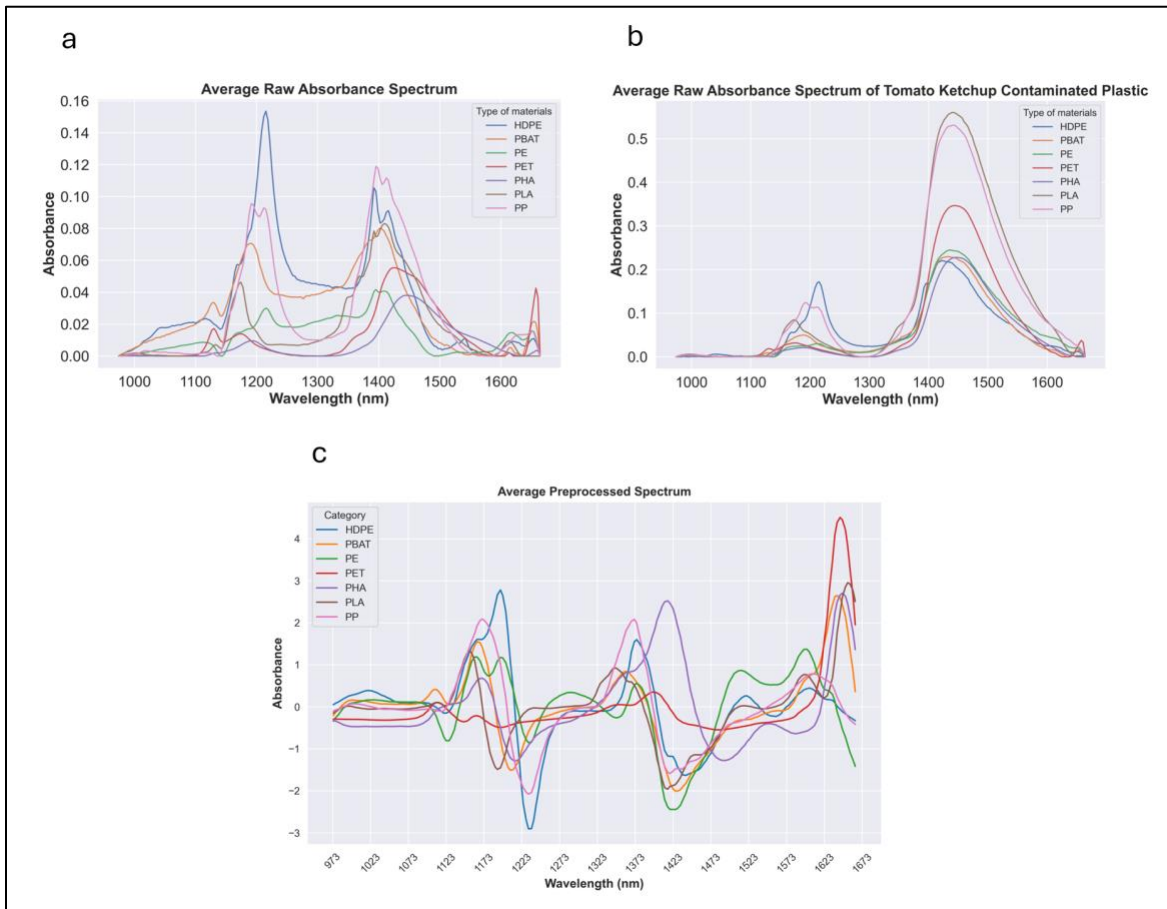 a
Average Raw Absorbance Spectrum
Type of materials
HDPE
PBAT
PE
PET
PHA
PLA
PP
0.16
0.14
0.12
0.10
0.08
0.06
0.04
0.02
0.00
Absorbance
1000 1100 1200 1300 1400 1500 1600
Wavelength (nm)
b
Average Raw Absorbance Spectrum of Tomato Ketchup Contaminated Plastic
Type of materials
HDPE
PBAT
PE
PET
PHA
PLA
PP
0.5
0.4
0.3
0.2
0.1
0.0
Absorbance
1000 1100 1200 1300 1400 1500 1600
Wavelength (nm)
c
Average Preprocessed Spectrum
Category
HDPE
PBAT
PE
PET
PHA
PLA
PP
4
3
2
1
0
−1
−2
−3
Absorbance
973 1023 1073 1123 1173 1223 1273 1323 1373 1423 1473 1523 1573 1623 1673
Wavelength (nm)